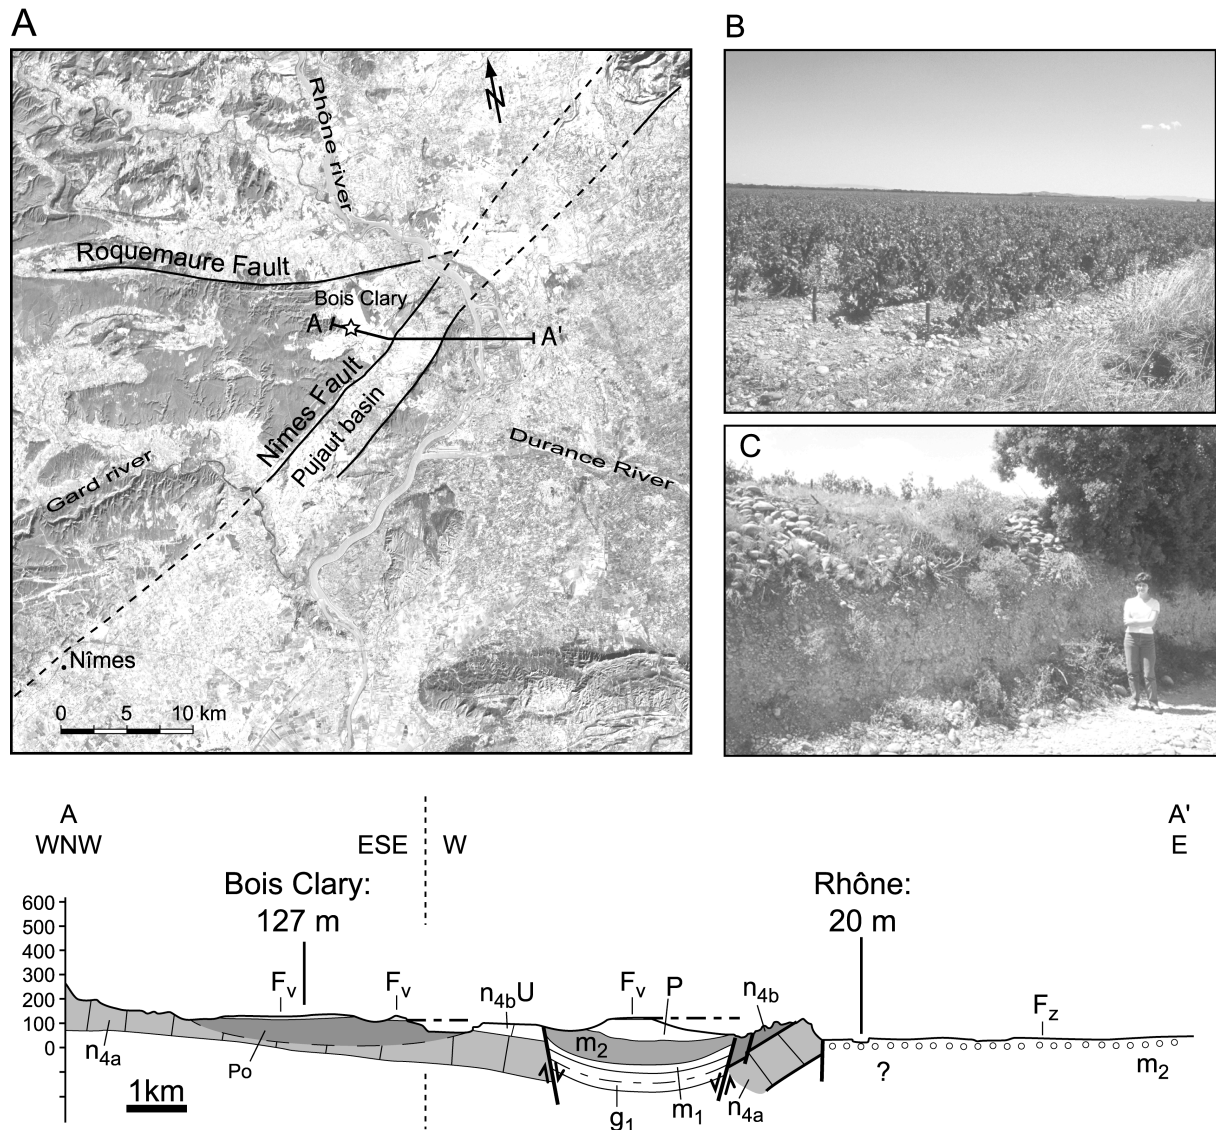 A
B
N
Rhône river
Roquemaure Fault
Bois Clary
A
A'
Nîmes Fault
Pujaut basin
Durance River
Gard river
Nîmes
0 5 10 km
C
A
WNW
ESE
W
A'
E
Bois Clary:
127 m
Rhône:
20 m
600
500
400
300
200
100
0
Fv
Fv
n4bU
Fv
P
n4b
Fz
n4a
Po
m2
m1
g1
n4a
?
m2
1km